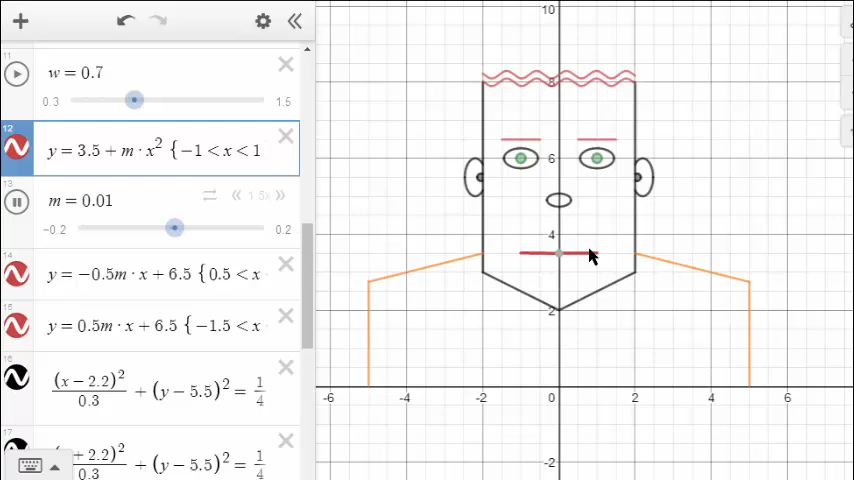 11
w = 0.7
0.3 1.5
12
y = 3.5 + m · x² {−1 < x < 1
13
m = 0.01
1.5x
−0.2 0.2
14
y = −0.5m · x + 6.5 {0.5 < x
15
y = 0.5m · x + 6.5 {−1.5 < x
16
(x − 2.2)²/0.3 + (y − 5.5)² = 1/4
17
+ 2.2)²/0.3 + (y − 5.5)² = 1/4
10
8
6
4
2
-6 -4 -2 0 2 4 6
-2